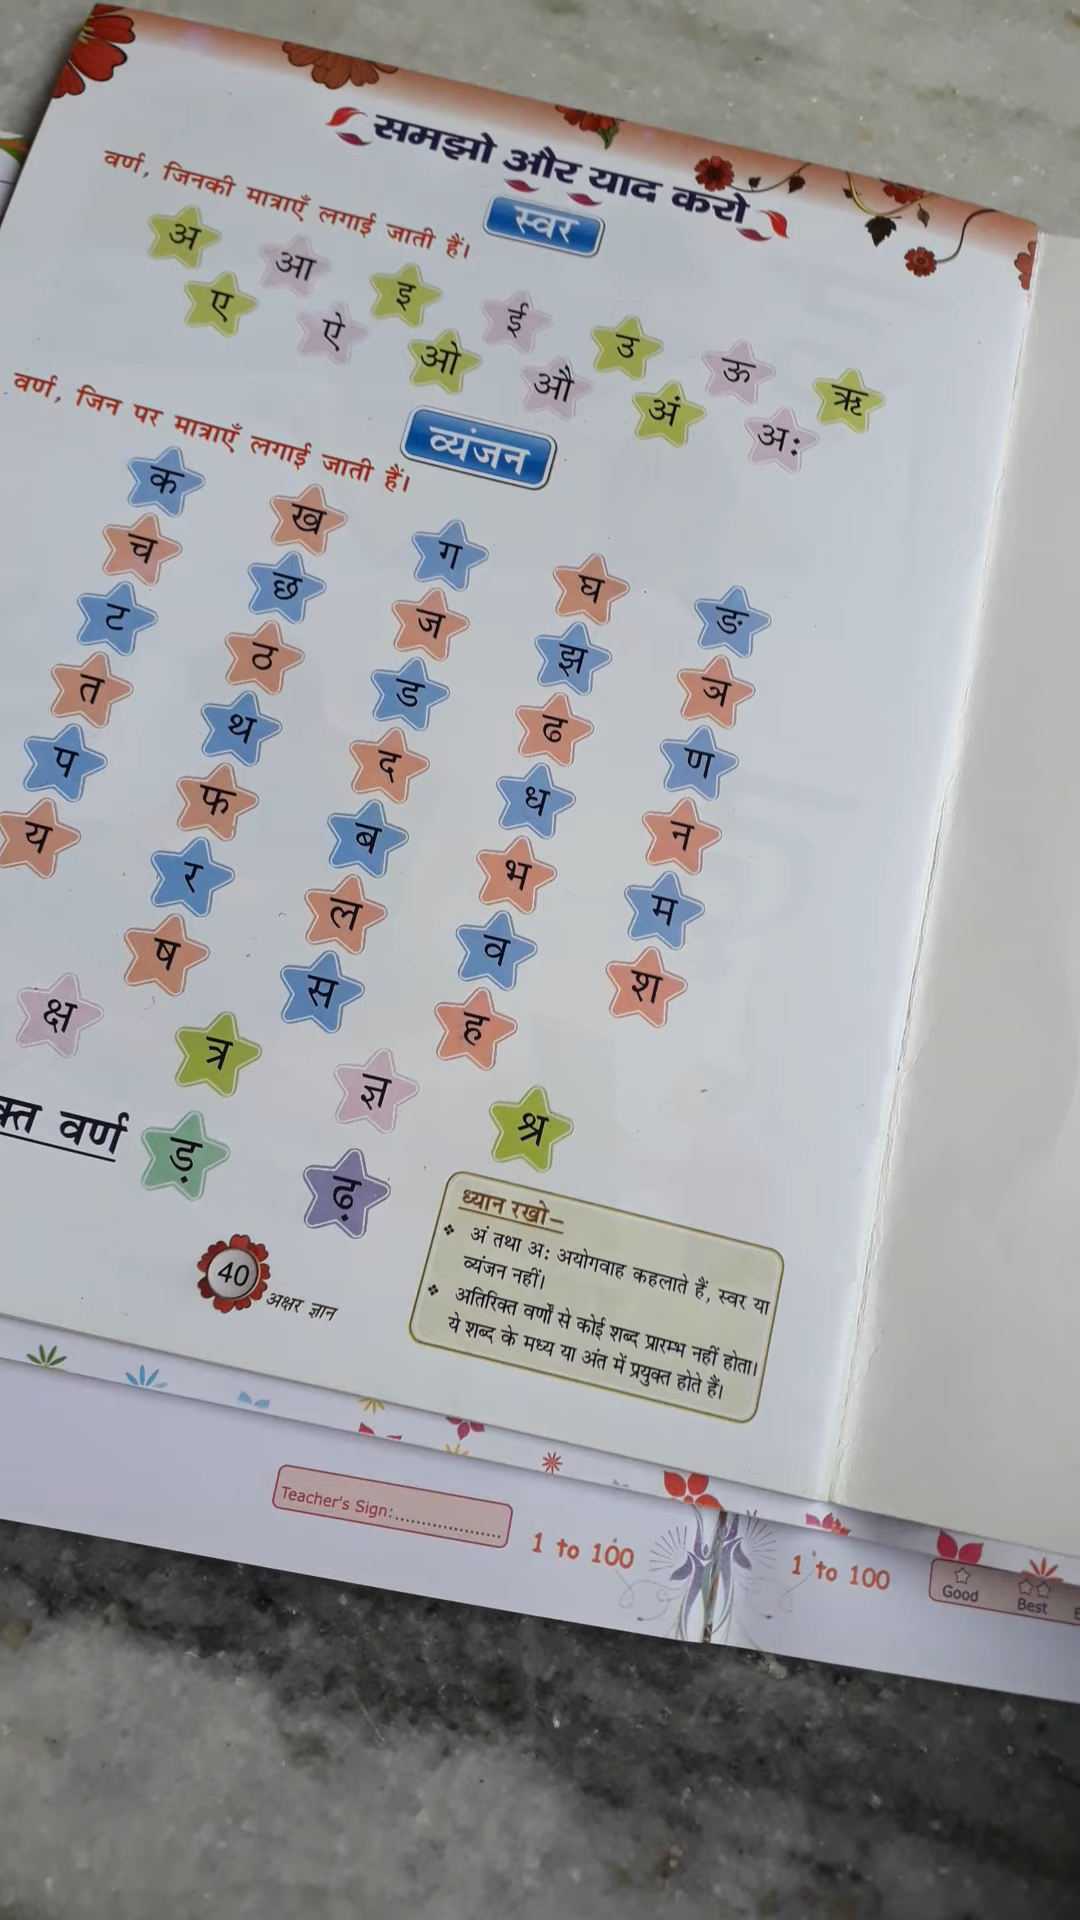 समझो और याद करो
स्वर
वर्ण, जिनकी मात्राएँ लगाई जाती हैं।
अ आ इ ई उ ऊ ऋ
ए ऐ ओ औ अं अः
व्यंजन
वर्ण, जिन पर मात्राएँ लगाई जाती हैं।
क ख ग घ ङ
च छ ज झ ञ
ट ठ ड ढ ण
त थ द ध न
प फ ब भ म
य र ल व श
ष स ह
क्ष त्र ज्ञ श्र
वर्ण ड़ ढ़
ध्यान रखो–
अं तथा अः अयोगवाह कहलाते हैं, स्वर या
व्यंजन नहीं।
अतिरिक्त वर्णों से कोई शब्द प्रारम्भ नहीं होता।
ये शब्द के मध्य या अंत में प्रयुक्त होते हैं।
40
अक्षर ज्ञान
Teacher's Sign:....................
1 to 100
1 to 100
Good
Best